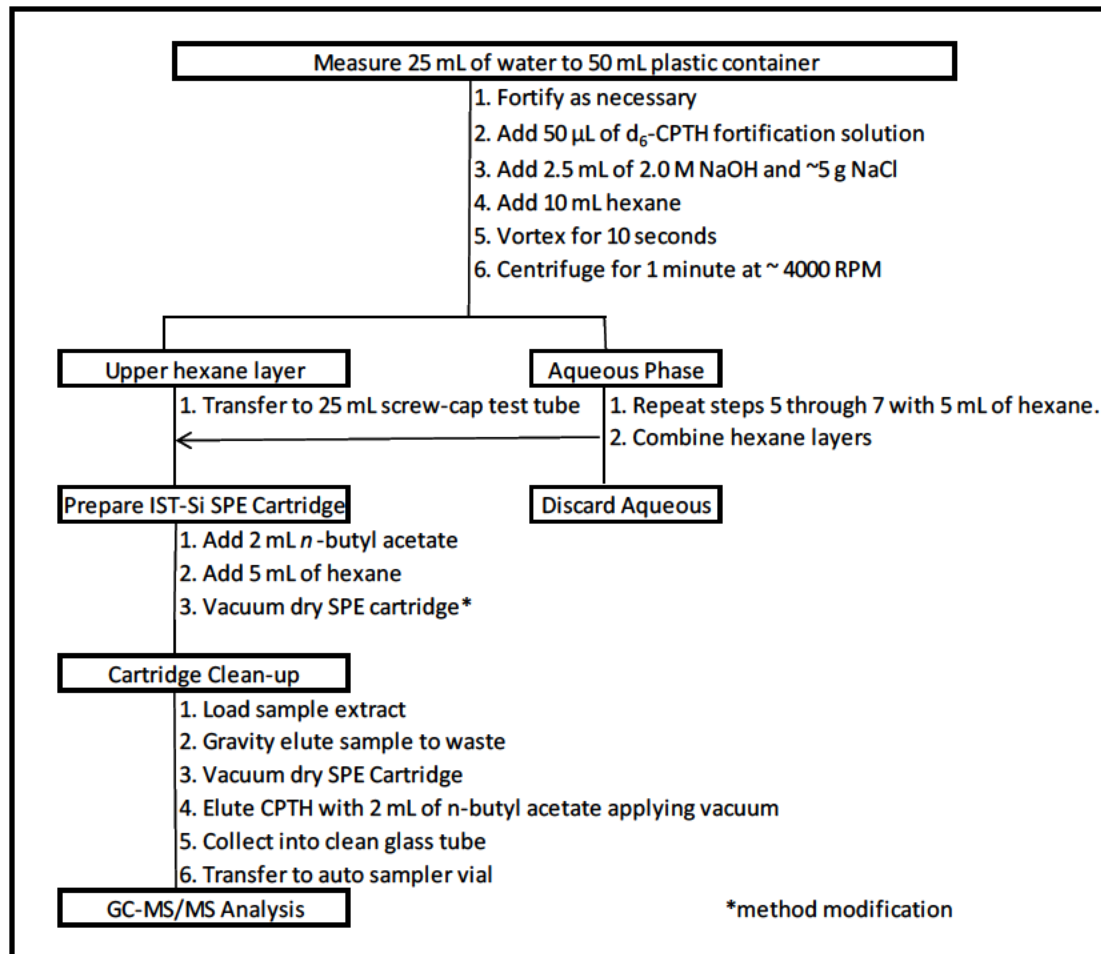 Measure 25 mL of water to 50 mL plastic container
1. Fortify as necessary
2. Add 50 µL of d₆-CPTH fortification solution
3. Add 2.5 mL of 2.0 M NaOH and ~5 g NaCl
4. Add 10 mL hexane
5. Vortex for 10 seconds
6. Centrifuge for 1 minute at ~ 4000 RPM
Upper hexane layer
1. Transfer to 25 mL screw-cap test tube
Aqueous Phase
1. Repeat steps 5 through 7 with 5 mL of hexane.
2. Combine hexane layers
Discard Aqueous
Prepare IST-Si SPE Cartridge
1. Add 2 mL n-butyl acetate
2. Add 5 mL of hexane
3. Vacuum dry SPE cartridge*
Cartridge Clean-up
1. Load sample extract
2. Gravity elute sample to waste
3. Vacuum dry SPE Cartridge
4. Elute CPTH with 2 mL of n-butyl acetate applying vacuum
5. Collect into clean glass tube
6. Transfer to auto sampler vial
GC-MS/MS Analysis
*method modification